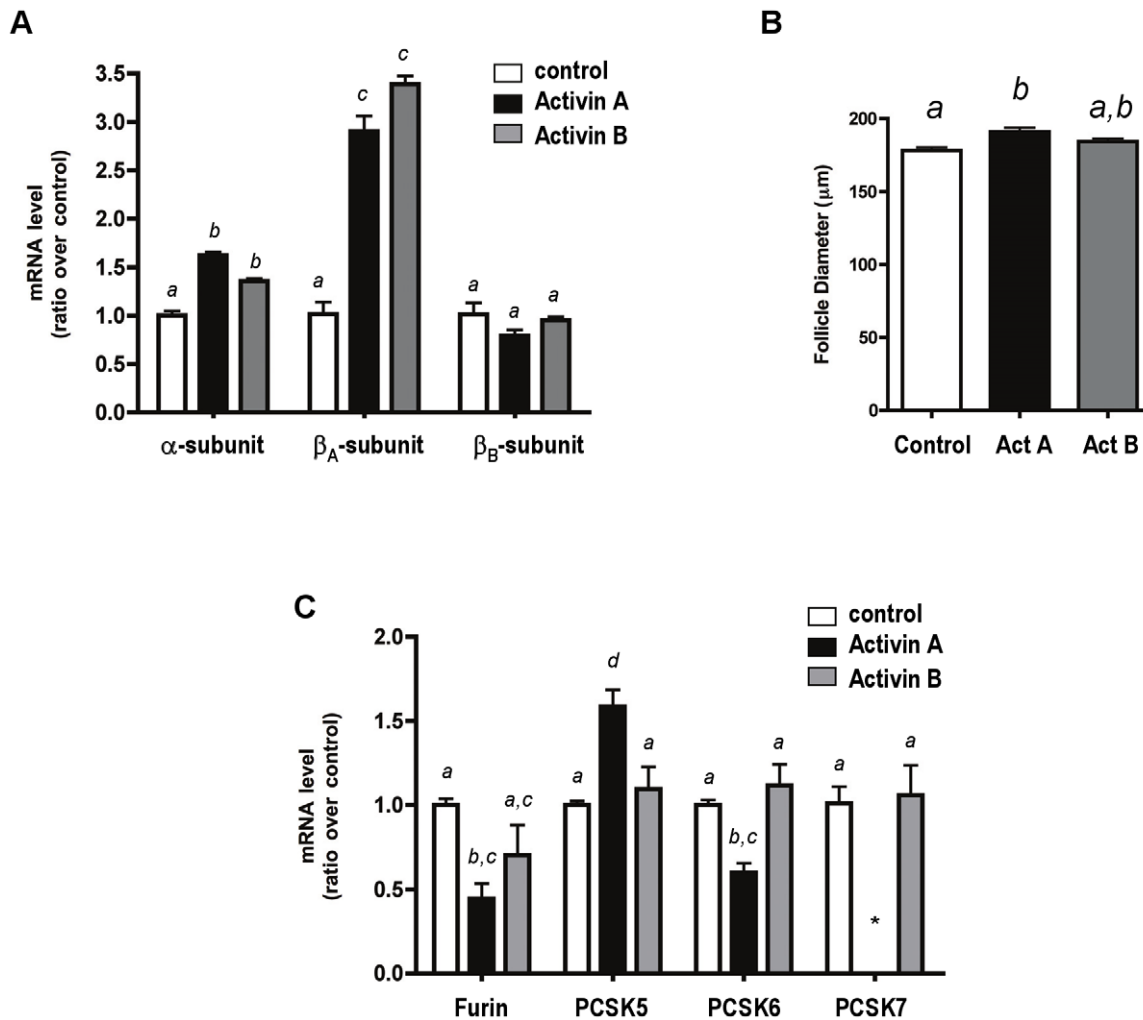 A
mRNA level
(ratio over control)
3.5
3.0
2.5
2.0
1.5
1.0
0.5
0.0
control
Activin A
Activin B
a
b
b
a
c
c
a
a
a
α-subunit
βA-subunit
βB-subunit
B
Follicle Diameter (μm)
200
150
100
50
0
a
b
a,b
Control
Act A
Act B
C
mRNA level
(ratio over control)
2.0
1.5
1.0
0.5
0.0
control
Activin A
Activin B
a
b,c
a,c
a
d
a
a
b,c
a
a
*
a
Furin
PCSK5
PCSK6
PCSK7